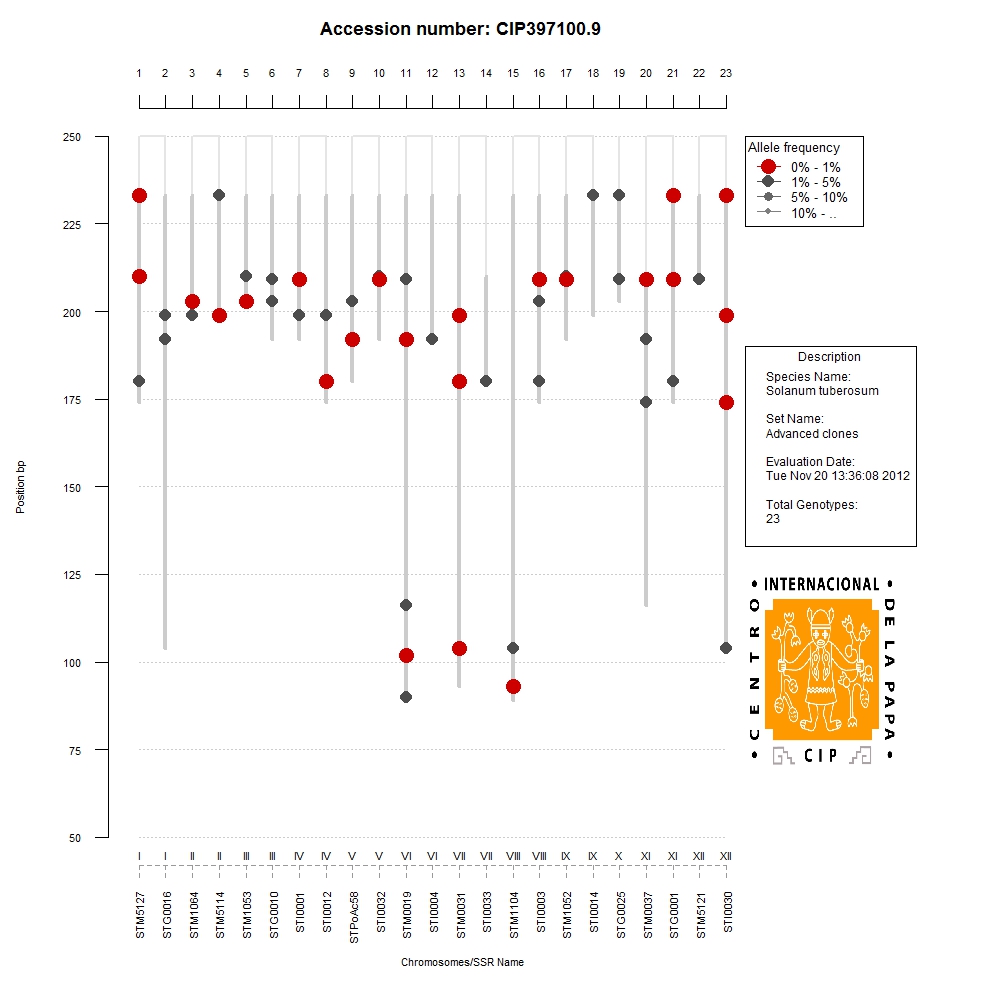 Accession number: CIP397100.9
1 2 3 4 5 6 7 8 9 10 11 12 13 14 15 16 17 18 19 20 21 22 23
250
225
200
175
150
125
100
75
50
Position bp
Allele frequency
0% - 1%
1% - 5%
5% - 10%
10% - ..
Description
Species Name:
Solanum tuberosum
Set Name:
Advanced clones
Evaluation Date:
Tue Nov 20 13:36:08 2012
Total Genotypes:
23
• INTERNACIONAL •
CENTRO
DE LA PAPA
• CIP •
I I II II III III IV IV V V VI VI VII VII VIII VIII IX IX X XI XI XII XII
STM5127
STG0016
STM1064
STM5114
STM1053
STG0010
STI0001
STI0012
STPoAc58
STI0032
STM0019
STI0004
STM0031
STI0033
STM1104
STI0003
STM1052
STI0014
STG0025
STM0037
STG0001
STM5121
STI0030
Chromosomes/SSR Name